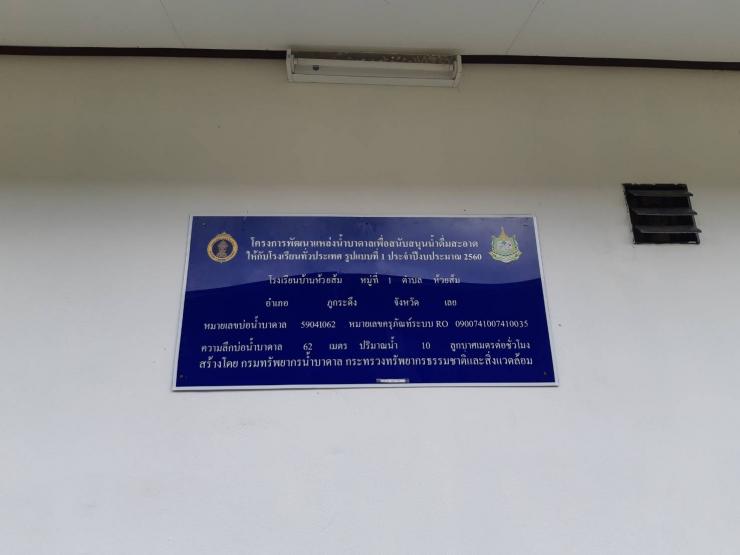 โครงการพัฒนาแหล่งน้ำบาดาลเพื่อสนับสนุนน้ำดื่มสะอาด
ให้กับโรงเรียนทั่วประเทศ รูปแบบที่ 1 ประจำปีงบประมาณ 2560
โรงเรียนบ้านห้วยส้ม หมู่ที่ 1 ตำบล ห้วยส้ม
อำเภอ ภูกระดึง จังหวัด เลย
หมายเลขบ่อน้ำบาดาล 5904I062 หมายเลขครุภัณฑ์ระบบ RO 0900741007410035
ความลึกบ่อน้ำบาดาล 62 เมตร ปริมาณน้ำ 10 ลูกบาศเมตรต่อชั่วโมง
สร้างโดย กรมทรัพยากรน้ำบาดาล กระทรวงทรัพยากรธรรมชาติและสิ่งแวดล้อม